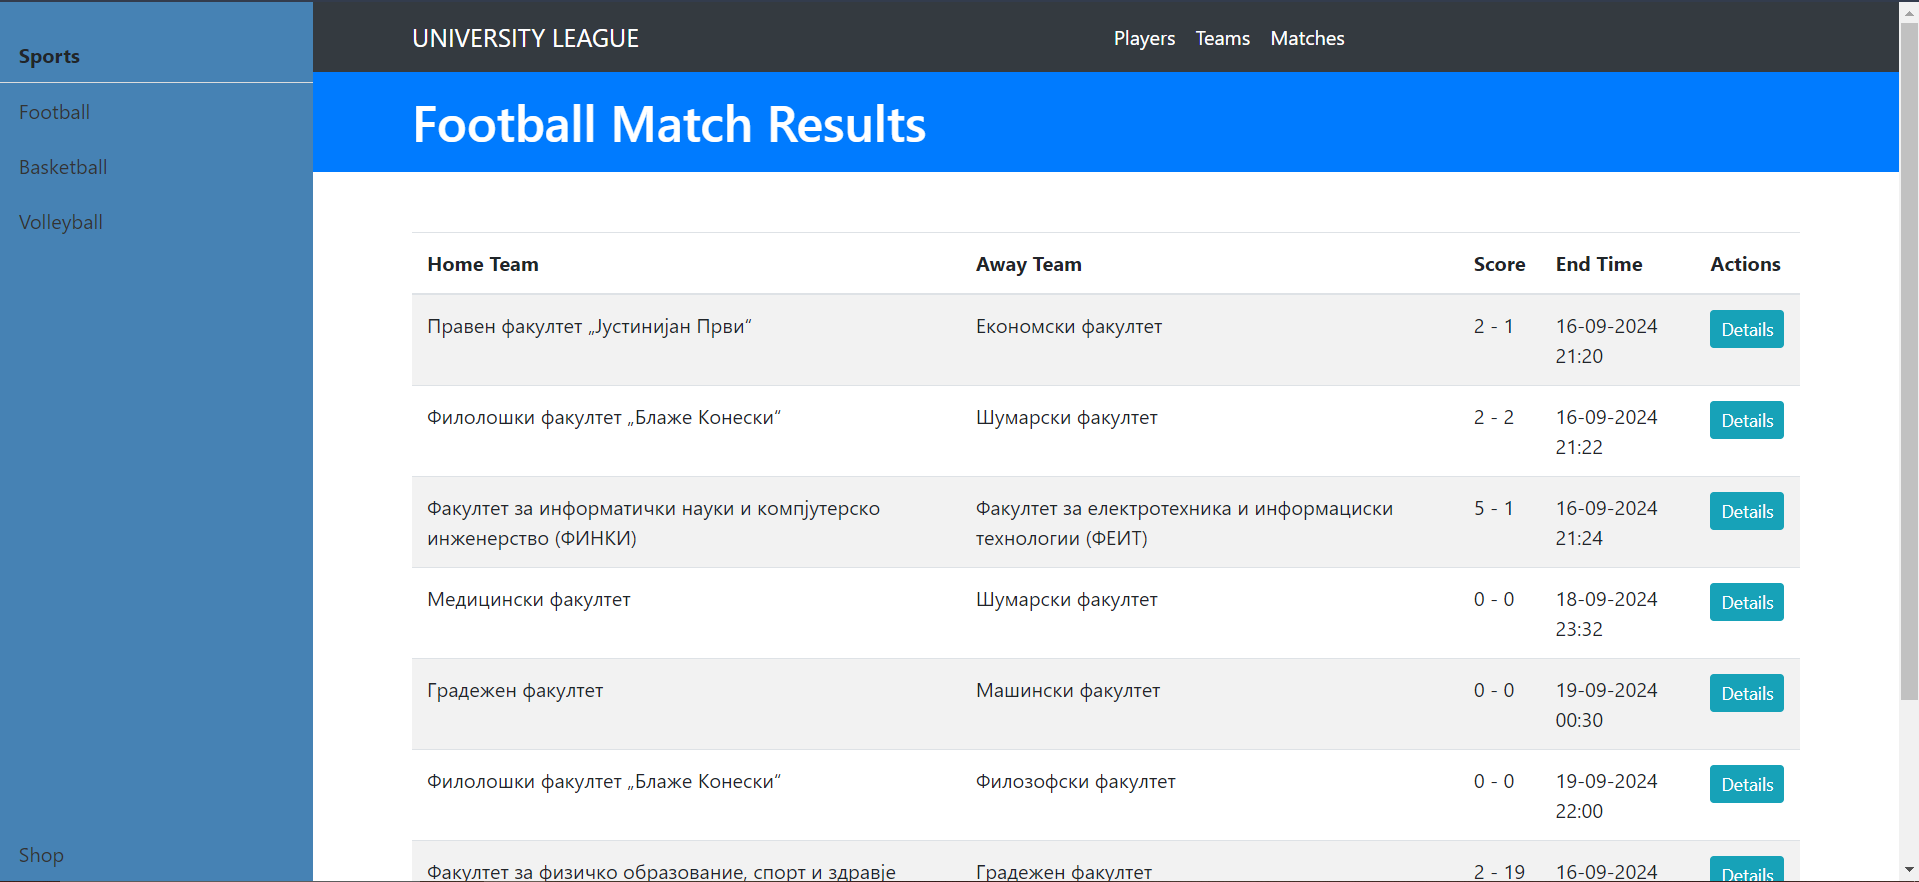 Sports
Football
Basketball
Volleyball
Shop
UNIVERSITY LEAGUE
Players Teams Matches
Football Match Results
Home Team Away Team Score End Time Actions
Правен факултет „Јустинијан Први“ Економски факултет 2 - 1 16-09-2024 Details
21:20
Филолошки факултет „Блаже Конески“ Шумарски факултет 2 - 2 16-09-2024 Details
21:22
Факултет за информатички науки и компјутерско Факултет за електротехника и информациски 5 - 1 16-09-2024 Details
инженерство (ФИНКИ) технологии (ФЕИТ) 21:24
Медицински факултет Шумарски факултет 0 - 0 18-09-2024 Details
23:32
Градежен факултет Машински факултет 0 - 0 19-09-2024 Details
00:30
Филолошки факултет „Блаже Конески“ Филозофски факултет 0 - 0 19-09-2024 Details
22:00
Факултет за физичко образование, спорт и здравје Градежен факултет 2 - 19 16-09-2024 Details